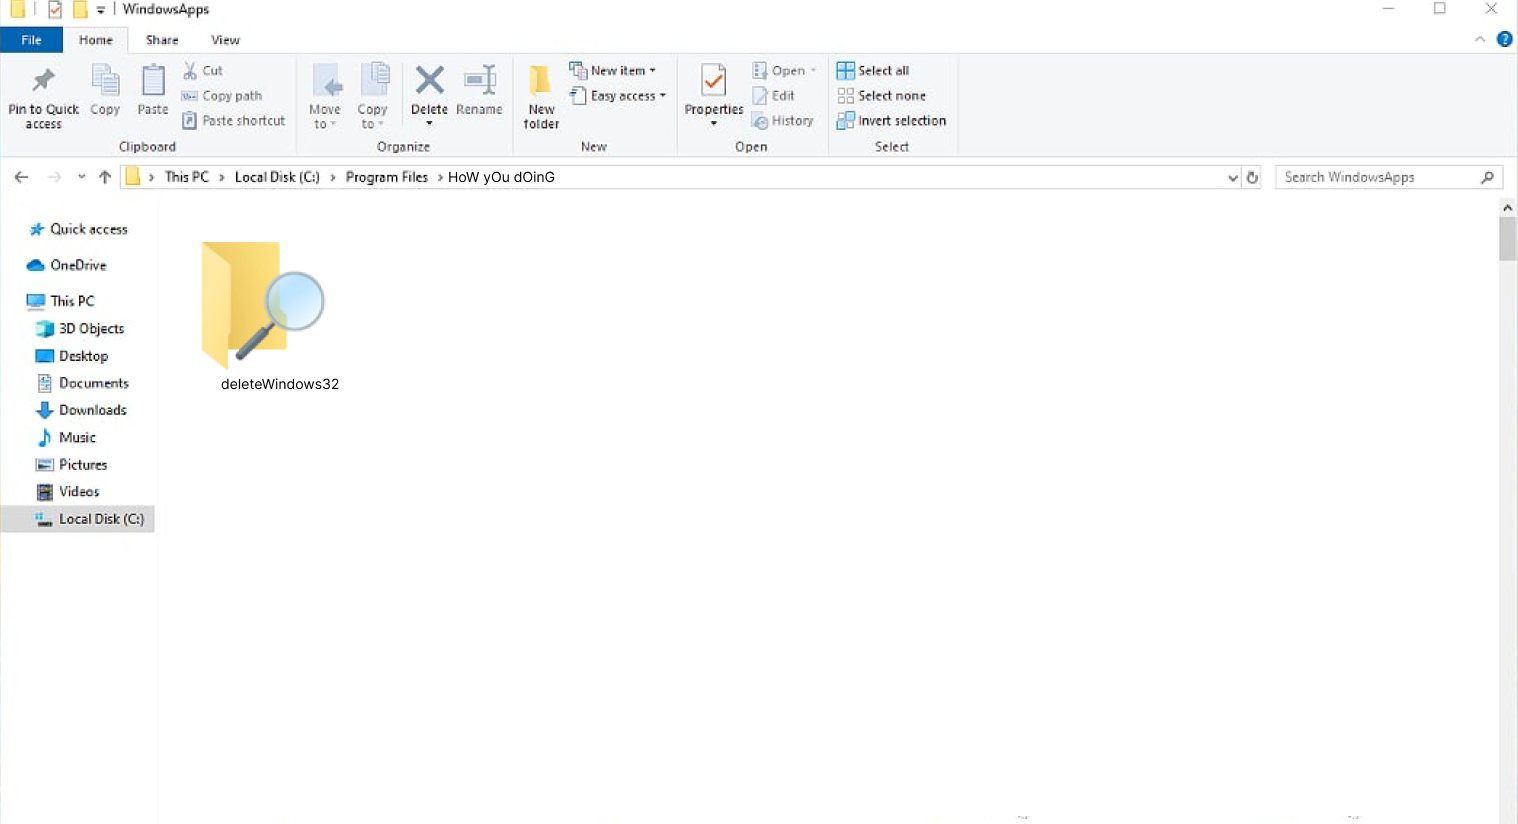 WindowsApps
File Home Share View
Pin to Quick access
Copy
Paste
Cut
Copy path
Paste shortcut
Clipboard
Move to
Copy to
Delete
Rename
Organize
New folder
New item
Easy access
New
Properties
Open
Edit
History
Open
Select all
Select none
Invert selection
Select
This PC › Local Disk (C:) › Program Files › HoW yOu dOinG
Search WindowsApps
Quick access
OneDrive
This PC
3D Objects
Desktop
Documents
Downloads
Music
Pictures
Videos
Local Disk (C:)
deleteWindows32